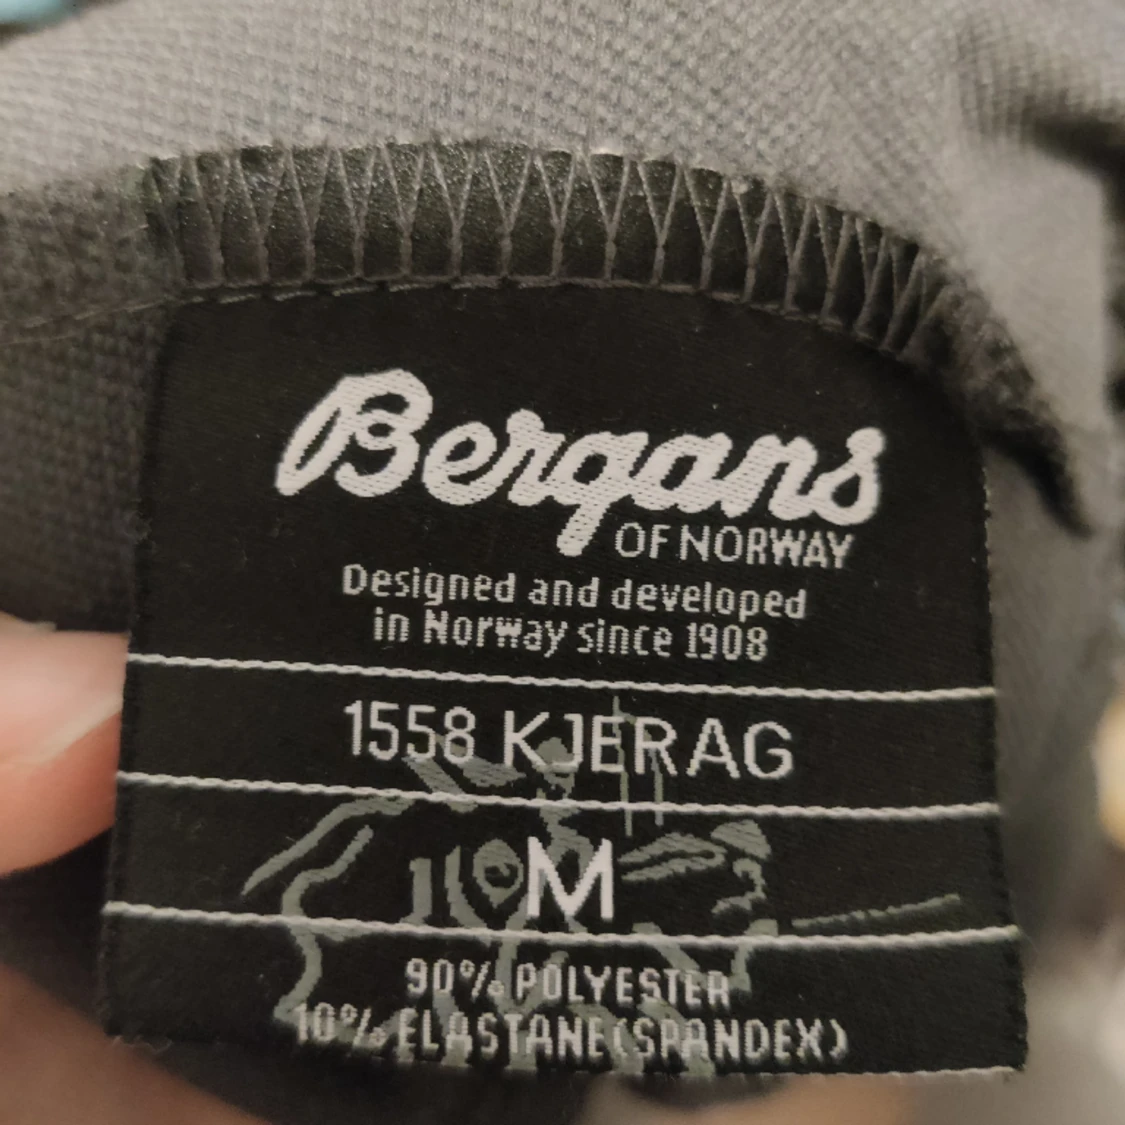 Bergans
OF NORWAY
Designed and developed
in Norway since 1908
1558 KJERAG
M
90% POLYESTER
10% ELASTANE(SPANDEX)